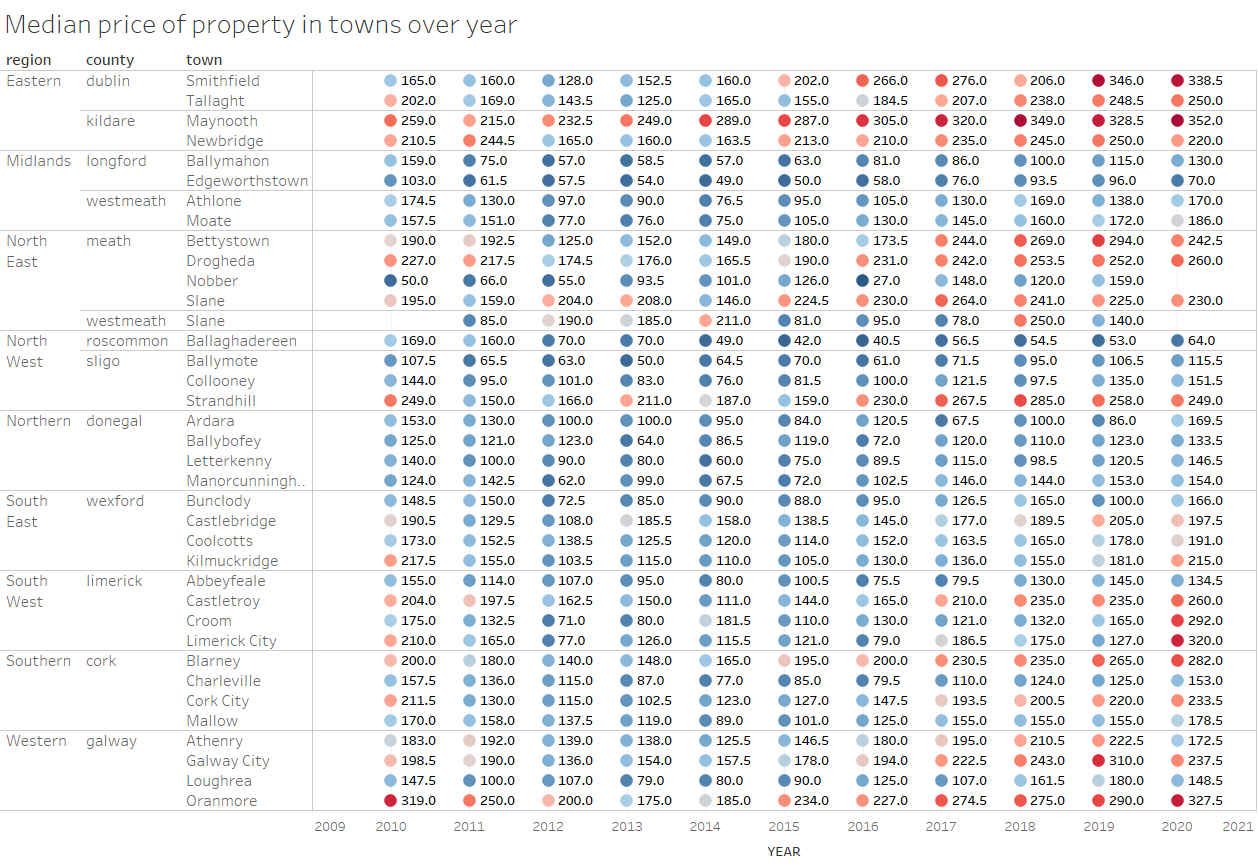 Median price of property in towns over year
region county town
Eastern dublin Smithfield 165.0 160.0 128.0 152.5 160.0 202.0 266.0 276.0 206.0 346.0 338.5
Tallaght 202.0 169.0 143.5 125.0 165.0 155.0 184.5 207.0 238.0 248.5 250.0
kildare Maynooth 259.0 215.0 232.5 249.0 289.0 287.0 305.0 320.0 349.0 328.5 352.0
Newbridge 210.5 244.5 165.0 160.0 163.5 213.0 210.0 235.0 245.0 250.0 220.0
Midlands longford Ballymahon 159.0 75.0 57.0 58.5 57.0 63.0 81.0 86.0 100.0 115.0 130.0
Edgeworthstown 103.0 61.5 57.5 54.0 49.0 50.0 58.0 76.0 93.5 96.0 70.0
westmeath Athlone 174.5 130.0 97.0 90.0 76.5 95.0 105.0 130.0 169.0 138.0 170.0
Moate 157.5 151.0 77.0 76.0 75.0 105.0 130.0 145.0 160.0 172.0 186.0
North meath Bettystown 190.0 192.5 125.0 152.0 149.0 180.0 173.5 244.0 269.0 294.0 242.5
East Drogheda 227.0 217.5 174.5 176.0 165.5 190.0 231.0 242.0 253.5 252.0 260.0
Nobber 50.0 66.0 55.0 93.5 101.0 126.0 27.0 148.0 120.0 159.0
Slane 195.0 159.0 204.0 208.0 146.0 224.5 230.0 264.0 241.0 225.0 230.0
westmeath Slane 85.0 190.0 185.0 211.0 81.0 95.0 78.0 250.0 140.0
North roscommon Ballaghadereen 169.0 160.0 70.0 70.0 49.0 42.0 40.5 56.5 54.5 53.0 64.0
West sligo Ballymote 107.5 65.5 63.0 50.0 64.5 70.0 61.0 71.5 95.0 106.5 115.5
Collooney 144.0 95.0 101.0 83.0 76.0 81.5 100.0 121.5 97.5 135.0 151.5
Strandhill 249.0 150.0 166.0 211.0 187.0 159.0 230.0 267.5 285.0 258.0 249.0
Northern donegal Ardara 153.0 130.0 100.0 100.0 95.0 84.0 120.5 67.5 100.0 86.0 169.5
Ballybofey 125.0 121.0 123.0 64.0 86.5 119.0 72.0 120.0 110.0 123.0 133.5
Letterkenny 140.0 100.0 90.0 80.0 60.0 75.0 89.5 115.0 98.5 120.5 146.5
Manorcunningh.. 124.0 142.5 62.0 99.0 67.5 72.0 102.5 146.0 144.0 153.0 154.0
South wexford Bunclody 148.5 150.0 72.5 85.0 90.0 88.0 95.0 126.5 165.0 100.0 166.0
East Castlebridge 190.5 129.5 108.0 185.5 158.0 138.5 145.0 177.0 189.5 205.0 197.5
Coolcotts 173.0 152.5 138.5 125.5 120.0 114.0 152.0 163.5 165.0 178.0 191.0
Kilmuckridge 217.5 155.0 103.5 115.0 110.0 105.0 130.0 136.0 155.0 181.0 215.0
South limerick Abbeyfeale 155.0 114.0 107.0 95.0 80.0 100.5 75.5 79.5 130.0 145.0 134.5
West Castletroy 204.0 197.5 162.5 150.0 111.0 144.0 165.0 210.0 235.0 235.0 260.0
Croom 175.0 132.5 71.0 80.0 181.5 110.0 130.0 121.0 132.0 165.0 292.0
Limerick City 210.0 165.0 77.0 126.0 115.5 121.0 79.0 186.5 175.0 127.0 320.0
Southern cork Blarney 200.0 180.0 140.0 148.0 165.0 195.0 200.0 230.5 235.0 265.0 282.0
Charleville 157.5 136.0 115.0 87.0 77.0 85.0 79.5 110.0 124.0 125.0 153.0
Cork City 211.5 130.0 115.0 102.5 123.0 127.0 147.5 193.5 200.5 220.0 233.5
Mallow 170.0 158.0 137.5 119.0 89.0 101.0 125.0 155.0 155.0 155.0 178.5
Western galway Athenry 183.0 192.0 139.0 138.0 125.5 146.5 180.0 195.0 210.5 222.5 172.5
Galway City 198.5 190.0 136.0 154.0 157.5 178.0 194.0 222.5 243.0 310.0 237.5
Loughrea 147.5 100.0 107.0 79.0 80.0 90.0 125.0 107.0 161.5 180.0 148.5
Oranmore 319.0 250.0 200.0 175.0 185.0 234.0 227.0 274.5 275.0 290.0 327.5
2009 2010 2011 2012 2013 2014 2015 2016 2017 2018 2019 2020 2021
YEAR